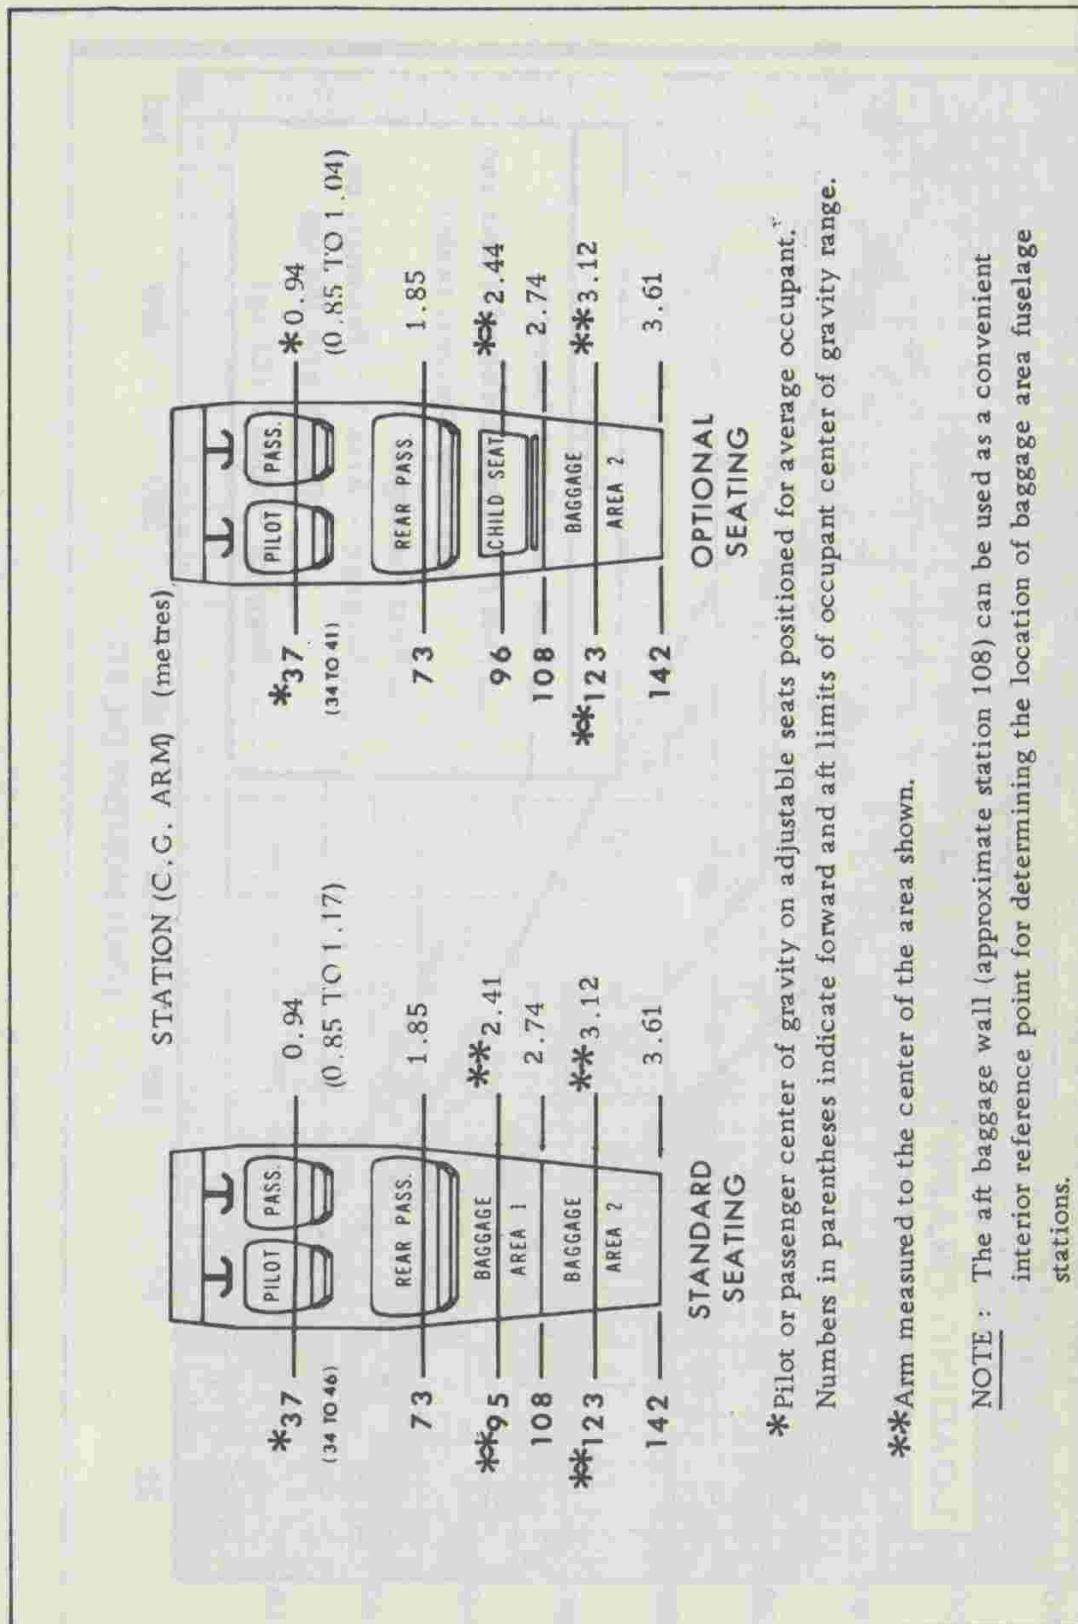 STATION (C.G. ARM) (metres)
PILOT PASS.
REAR PASS.
BAGGAGE
AREA 1
BAGGAGE
AREA 2
*37
(34 TO 46)
73
**95
108
**123
142
0.94
(0.85 TO 1.17)
1.85
**2.41
2.74
**3.12
3.61
STANDARD
SEATING
PILOT PASS.
REAR PASS.
CHILD SEAT
BAGGAGE
AREA 2
*37
(34 TO 41)
73
96
108
**123
142
*0.94
(0.85 TO 1.04)
1.85
**2.44
2.74
**3.12
3.61
OPTIONAL
SEATING
*Pilot or passenger center of gravity on adjustable seats positioned for average occupant.
Numbers in parentheses indicate forward and aft limits of occupant center of gravity range.
**Arm measured to the center of the area shown.
NOTE : The aft baggage wall (approximate station 108) can be used as a convenient
interior reference point for determining the location of baggage area fuselage
stations.